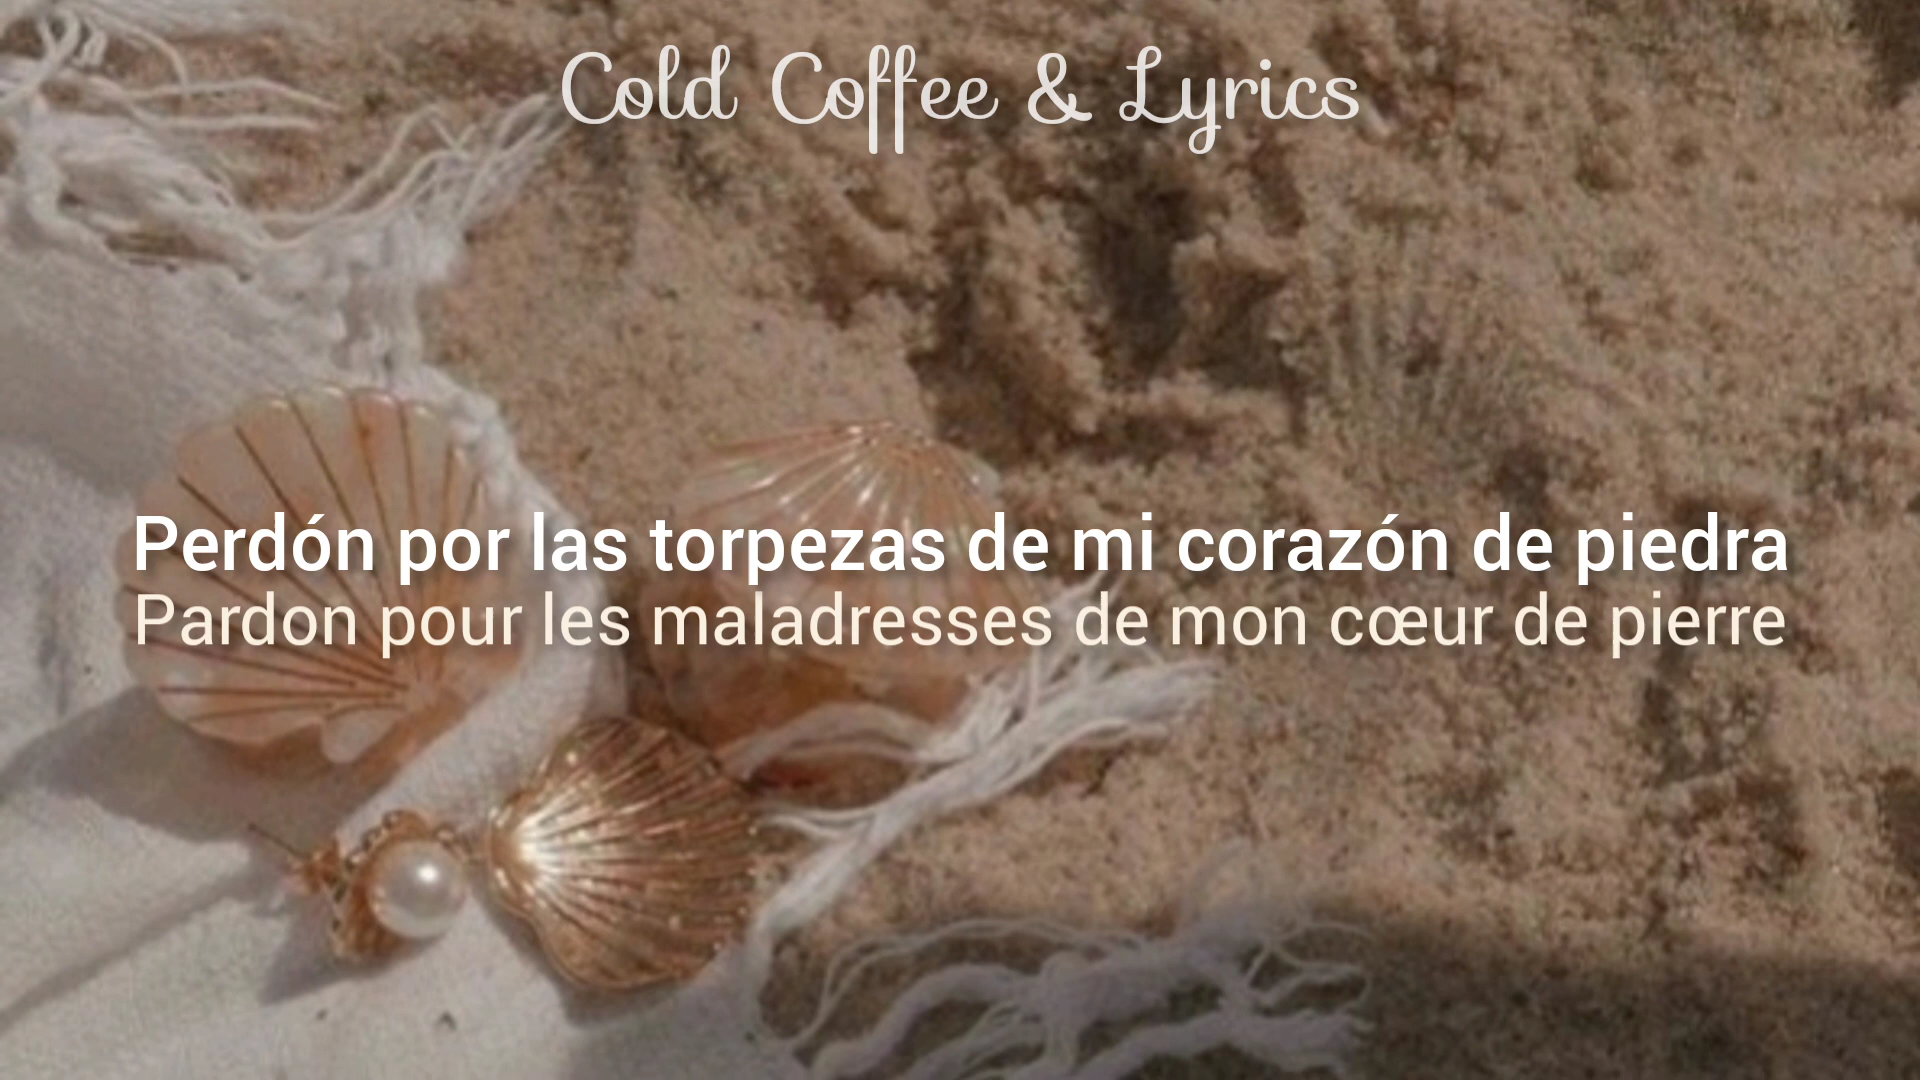 Cold Coffee & Lyrics
Perdón por las torpezas de mi corazón de piedra
Pardon pour les maladresses de mon cœur de pierre